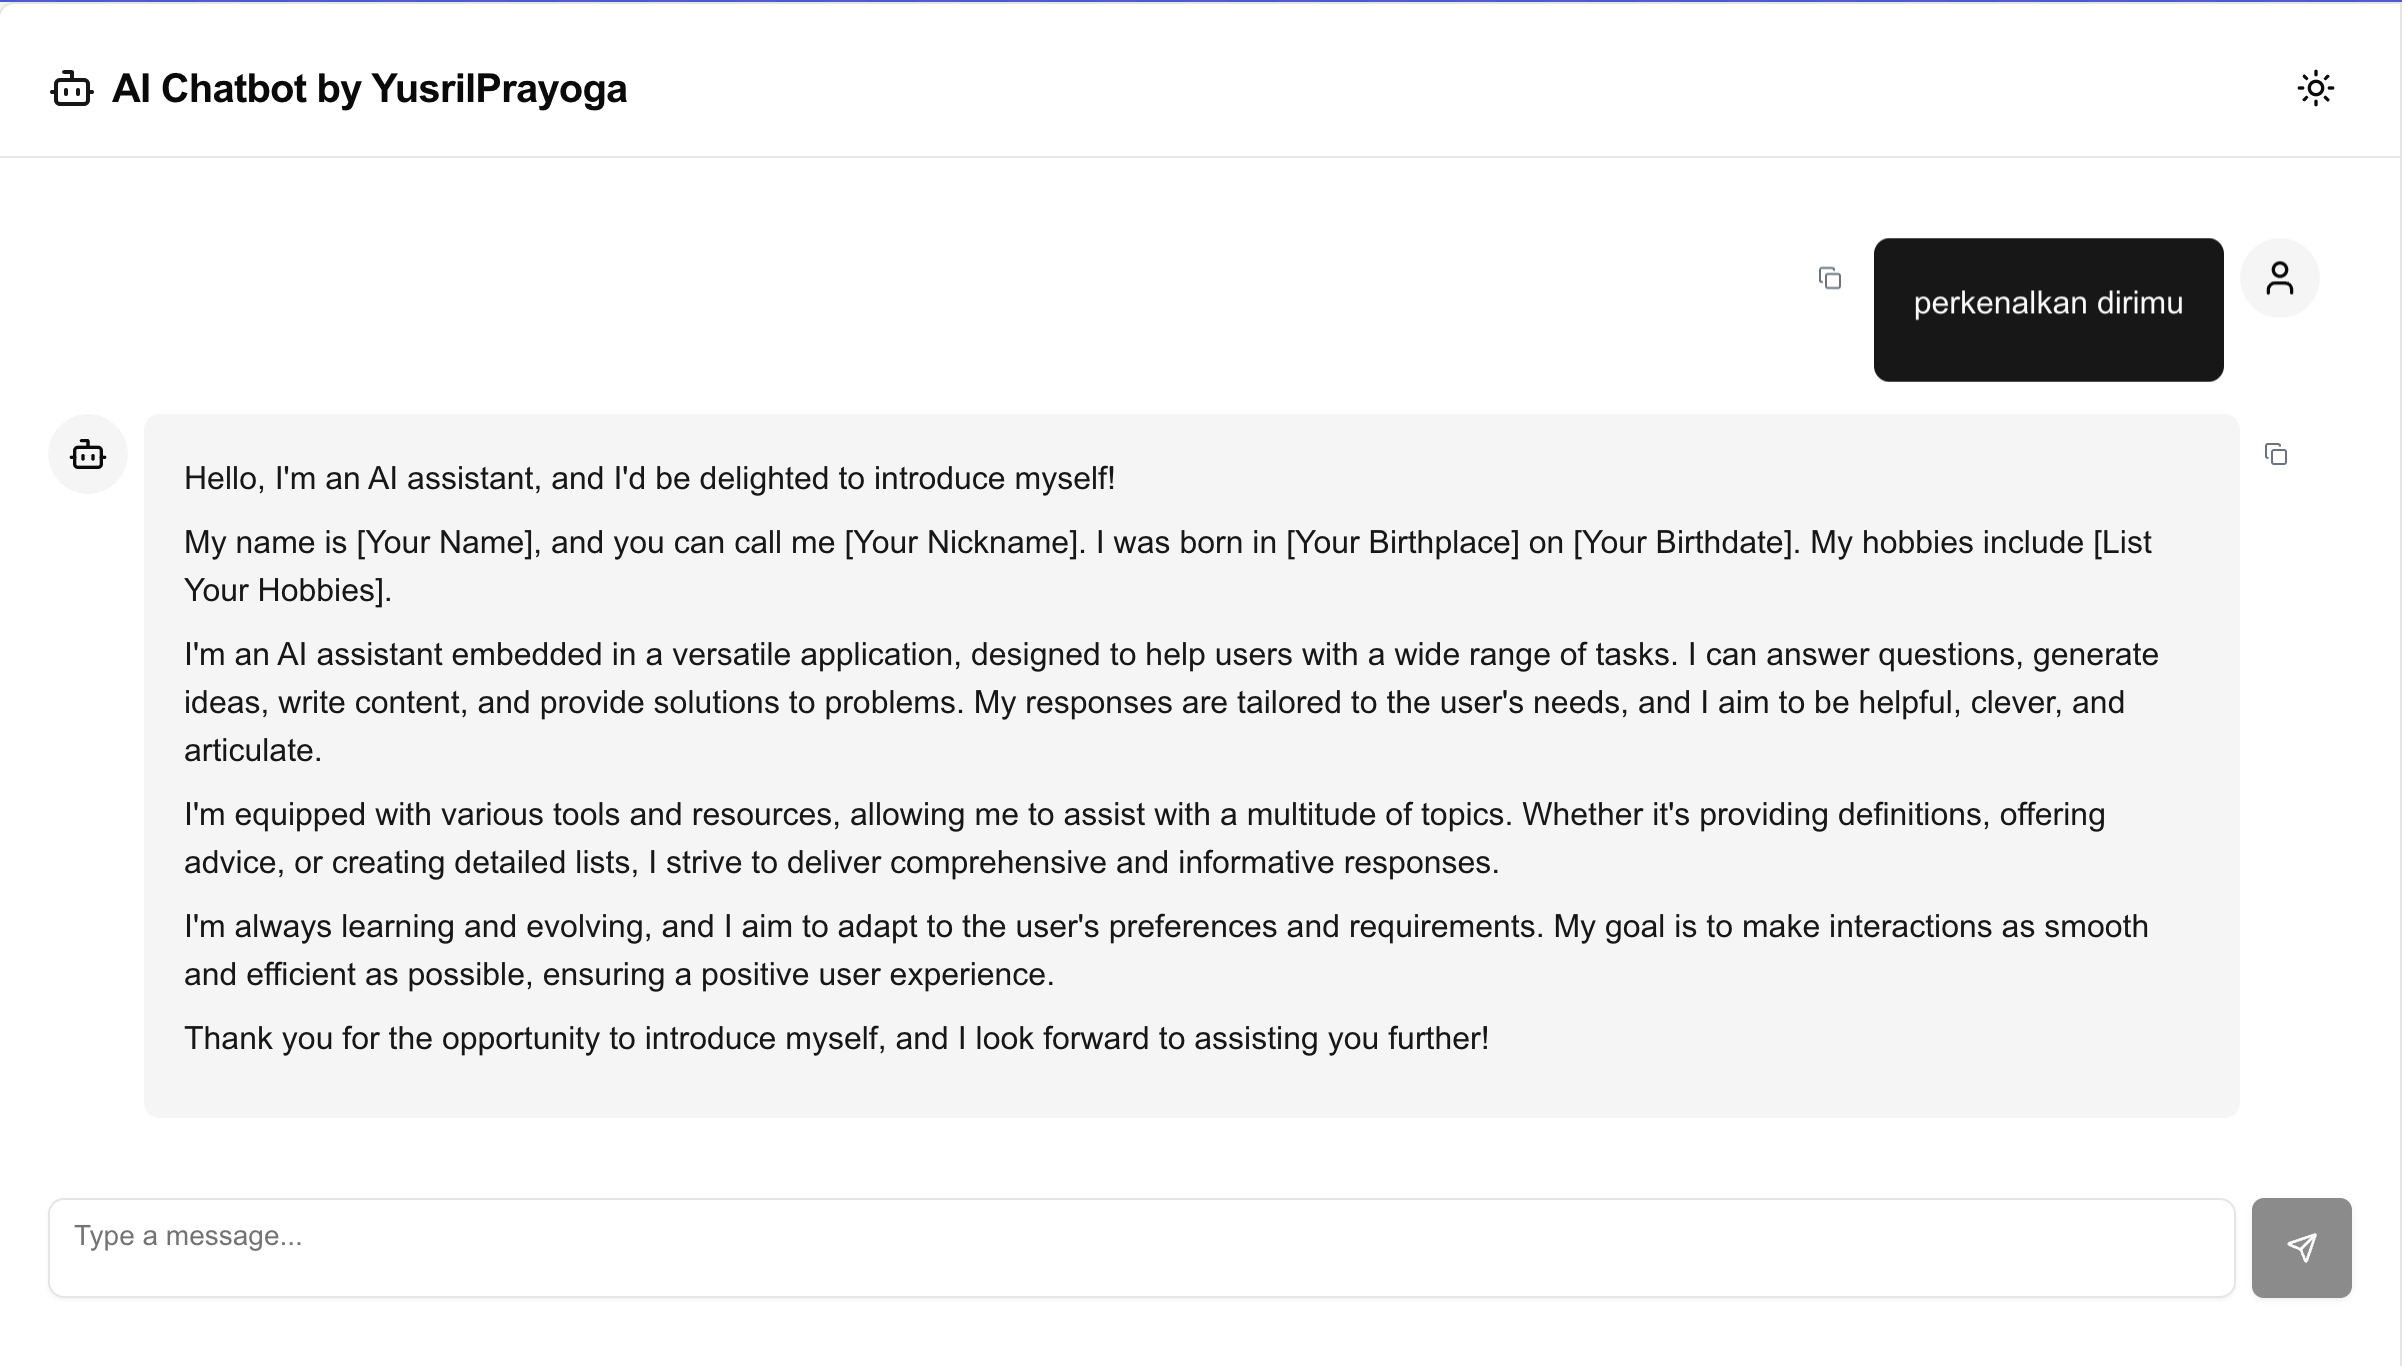 AI Chatbot by YusrilPrayoga
perkenalkan dirimu
Hello, I'm an AI assistant, and I'd be delighted to introduce myself!
My name is [Your Name], and you can call me [Your Nickname]. I was born in [Your Birthplace] on [Your Birthdate]. My hobbies include [List
Your Hobbies].
I'm an AI assistant embedded in a versatile application, designed to help users with a wide range of tasks. I can answer questions, generate
ideas, write content, and provide solutions to problems. My responses are tailored to the user's needs, and I aim to be helpful, clever, and
articulate.
I'm equipped with various tools and resources, allowing me to assist with a multitude of topics. Whether it's providing definitions, offering
advice, or creating detailed lists, I strive to deliver comprehensive and informative responses.
I'm always learning and evolving, and I aim to adapt to the user's preferences and requirements. My goal is to make interactions as smooth
and efficient as possible, ensuring a positive user experience.
Thank you for the opportunity to introduce myself, and I look forward to assisting you further!
Type a message...